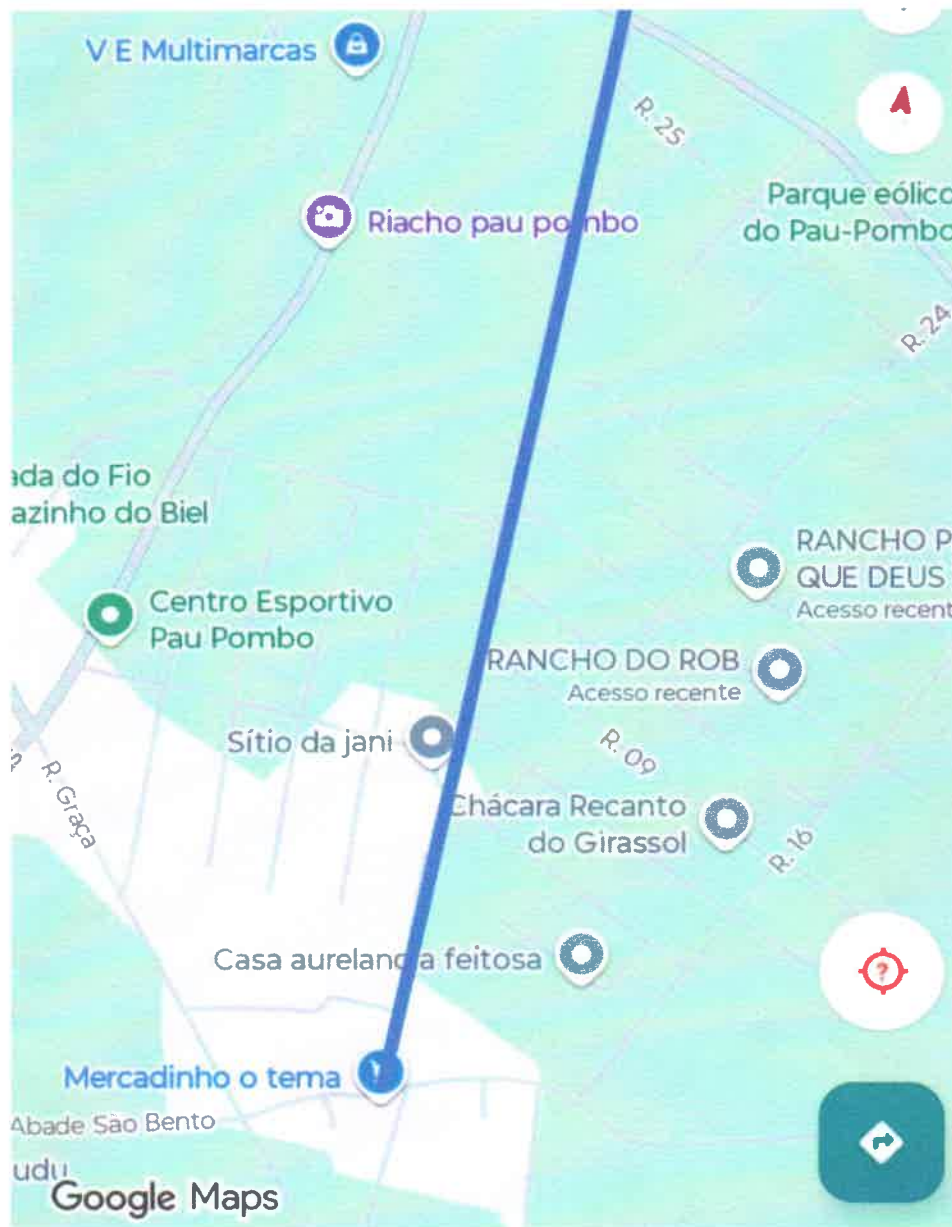 V E Multimarcas
R. 25
Riacho pau pombo
Parque eólico
do Pau-Pombo
R. 24
ada do Fio
azinho do Biel
RANCHO P
QUE DEUS
Acesso recent
Centro Esportivo
Pau Pombo
RANCHO DO ROB
Acesso recente
Sítio da jani
R. 09
R. Graça
Chácara Recanto
do Girassol
R. 16
Casa aureland a feitosa
?
Mercadinho o tema
Abade São Bento
udu
Google Maps